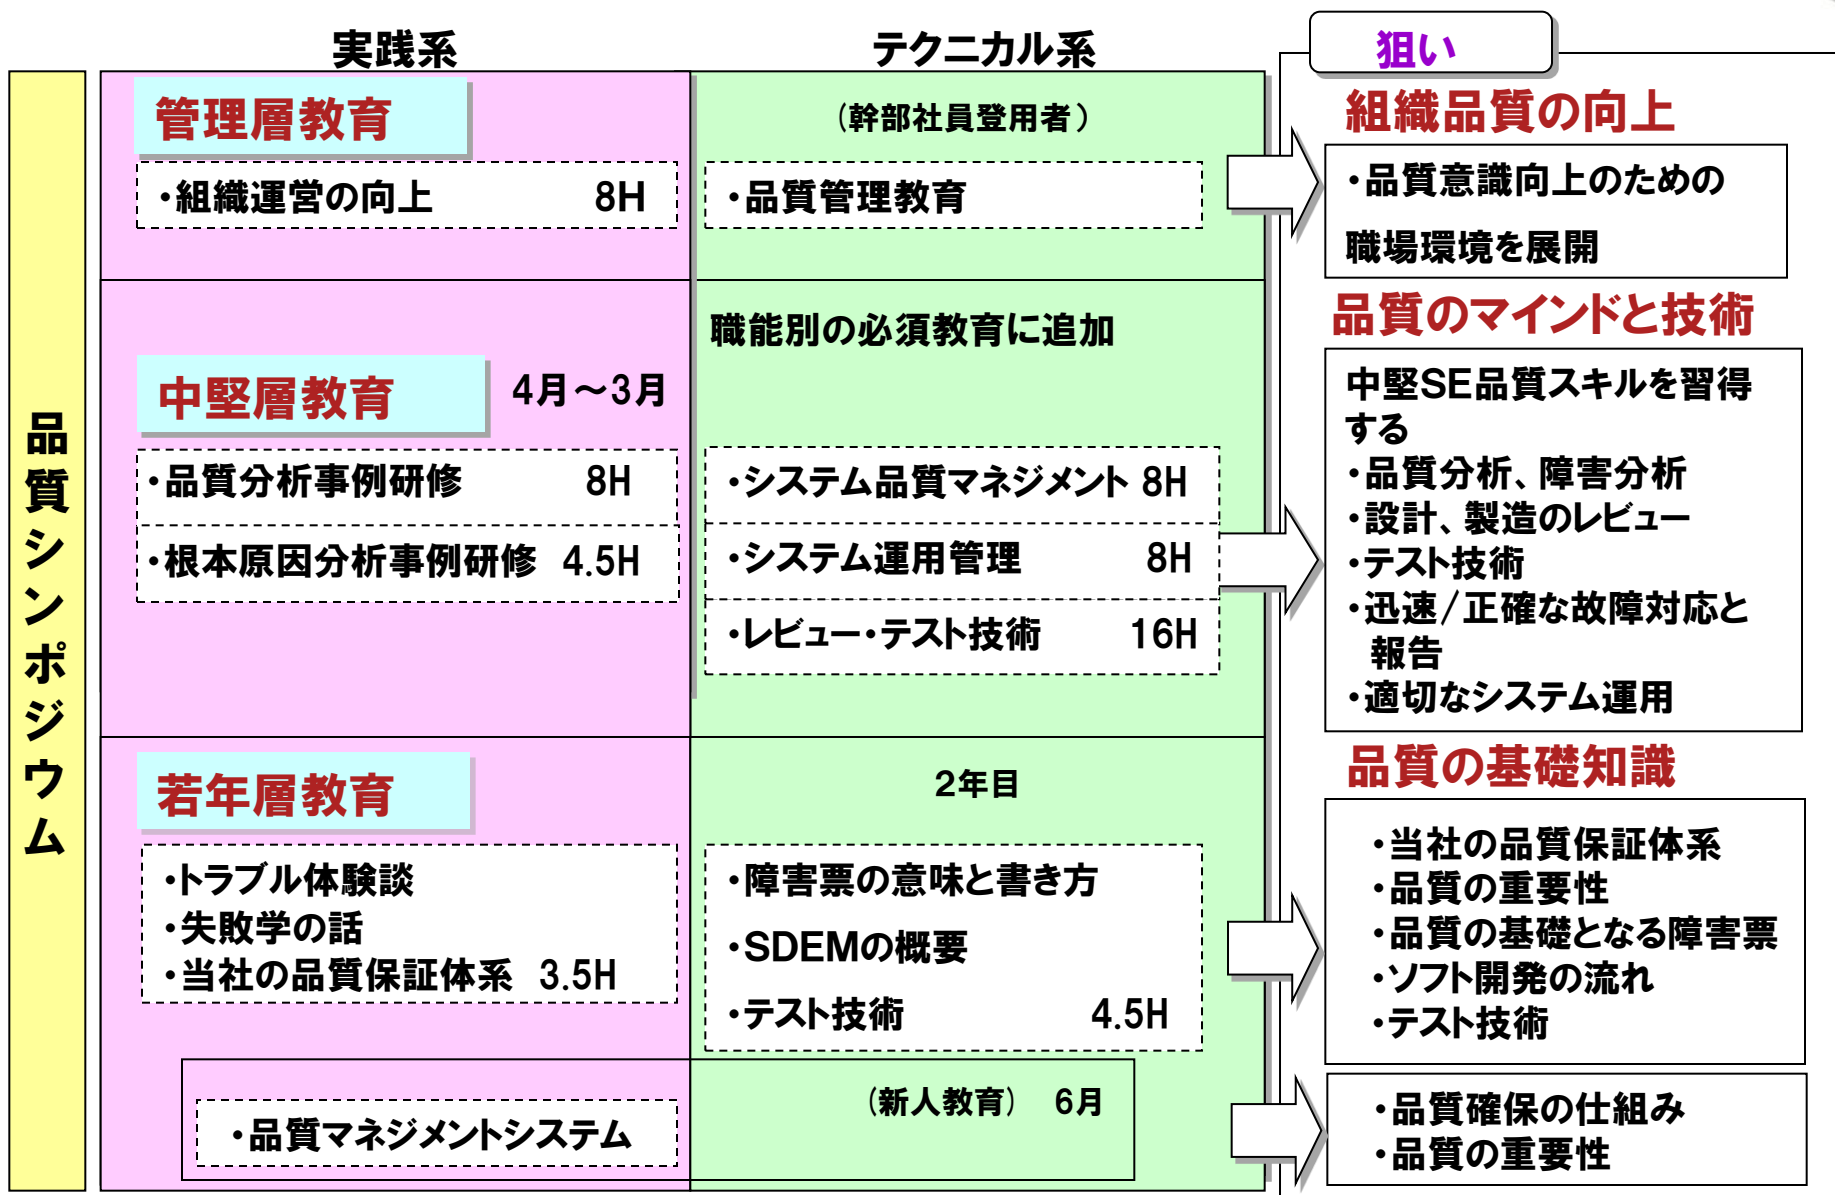 実践系
テクニカル系
狙い
品質シンポジウム
管理層教育
・組織運営の向上 8H
(幹部社員登用者)
・品質管理教育
組織品質の向上
・品質意識向上のための
職場環境を展開
中堅層教育 4月～3月
・品質分析事例研修 8H
・根本原因分析事例研修 4.5H
職能別の必須教育に追加
・システム品質マネジメント 8H
・システム運用管理 8H
・レビュー・テスト技術 16H
品質のマインドと技術
中堅SE品質スキルを習得
する
・品質分析、障害分析
・設計、製造のレビュー
・テスト技術
・迅速/正確な故障対応と
報告
・適切なシステム運用
若年層教育
・トラブル体験談
・失敗学の話
・当社の品質保証体系 3.5H
2年目
・障害票の意味と書き方
・SDEMの概要
・テスト技術 4.5H
品質の基礎知識
・当社の品質保証体系
・品質の重要性
・品質の基礎となる障害票
・ソフト開発の流れ
・テスト技術
(新人教育) 6月
・品質マネジメントシステム
・品質確保の仕組み
・品質の重要性